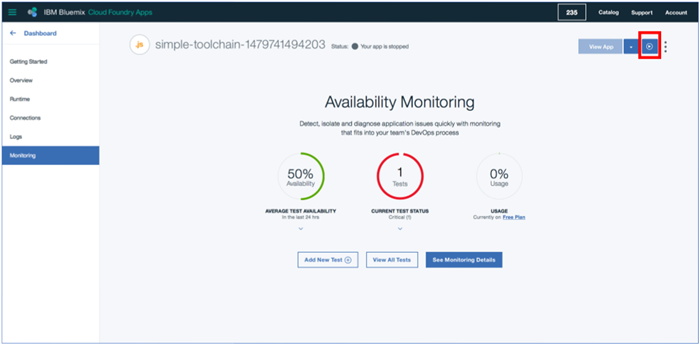 IBM Bluemix Cloud Foundry Apps
235
Catalog
Support
Account
Dashboard
Getting Started
Overview
Runtime
Connections
Logs
Monitoring
JS
simple-toolchain-1479741494203
Status:
Your app is stopped
View App
Availability Monitoring
Detect, isolate and diagnose application issues quickly with monitoring
that fits into your team's DevOps process
50%
Availability
AVERAGE TEST AVAILABILITY
In the last 24 hrs
1
Tests
CURRENT TEST STATUS
Critical (1)
0%
Usage
USAGE
Currently on Free Plan
Add New Test
View All Tests
See Monitoring Details